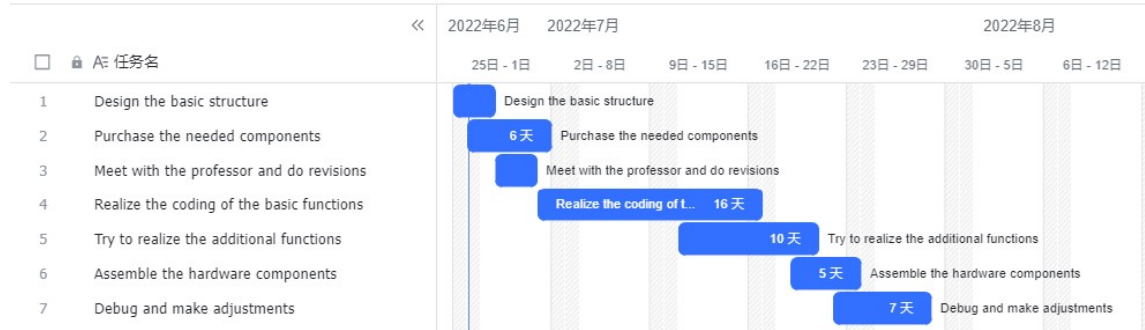 2022年6月 2022年7月 2022年8月
A 任务名 25日 - 1日 2日 - 8日 9日 - 15日 16日 - 22日 23日 - 29日 30日 - 5日 6日 - 12日
1 Design the basic structure Design the basic structure
2 Purchase the needed components 6 天 Purchase the needed components
3 Meet with the professor and do revisions Meet with the professor and do revisions
4 Realize the coding of the basic functions Realize the coding of t... 16 天
5 Try to realize the additional functions 10 天 Try to realize the additional functions
6 Assemble the hardware components 5 天 Assemble the hardware components
7 Debug and make adjustments 7 天 Debug and make adjustments